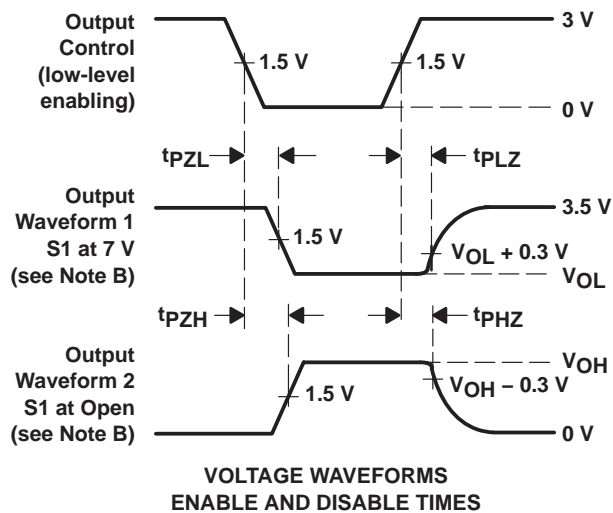 Output
Control
(low-level
enabling)
1.5 V
1.5 V
3 V
0 V
tPZL
tPLZ
Output
Waveform 1
S1 at 7 V
(see Note B)
1.5 V
3.5 V
VOL + 0.3 V
VOL
tPZH
tPHZ
Output
Waveform 2
S1 at Open
(see Note B)
1.5 V
VOH
VOH – 0.3 V
0 V
VOLTAGE WAVEFORMS
ENABLE AND DISABLE TIMES